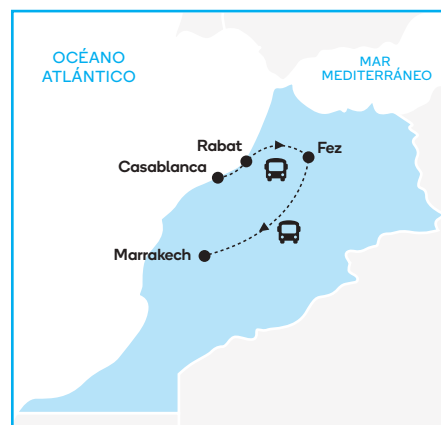 OCÉANO
ATLÁNTICO
MAR
MEDITERRÁNEO
Rabat
Fez
Casablanca
Marrakech